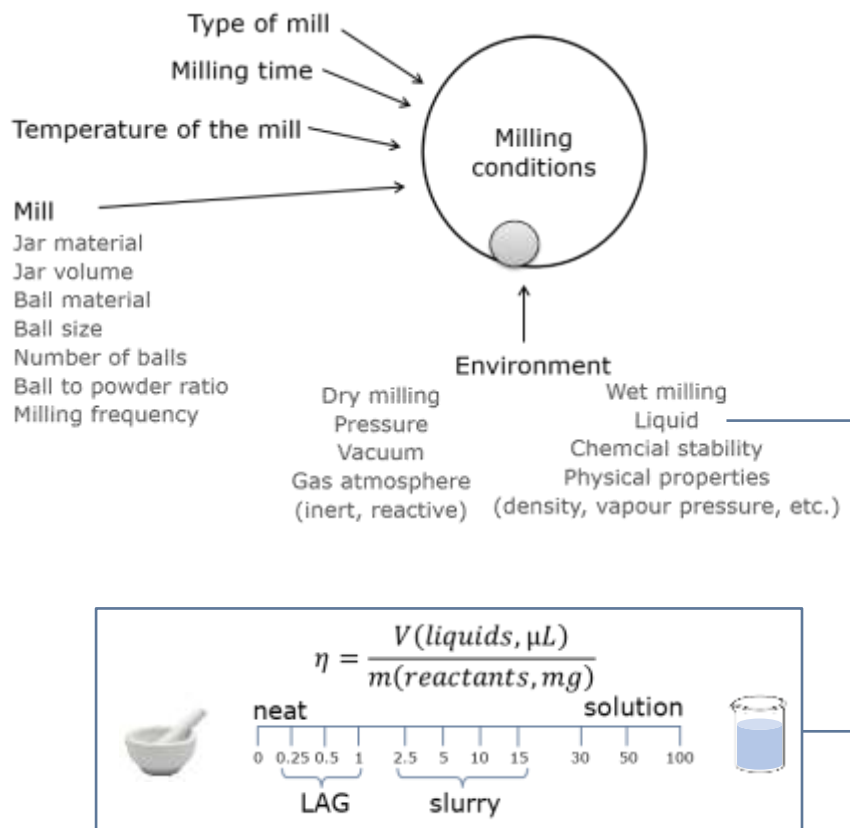 Type of mill
Milling time
Temperature of the mill
Milling
conditions
Mill
Jar material
Jar volume
Ball material
Ball size
Number of balls
Ball to powder ratio
Milling frequency
Environment
Dry milling
Pressure
Vacuum
Gas atmosphere
(inert, reactive)
Wet milling
Liquid
Chemcial stability
Physical properties
(density, vapour pressure, etc.)
η = V(liquids, μL) / m(reactants, mg)
neat solution
0 0.25 0.5 1 2.5 5 10 15 30 50 100
LAG slurry